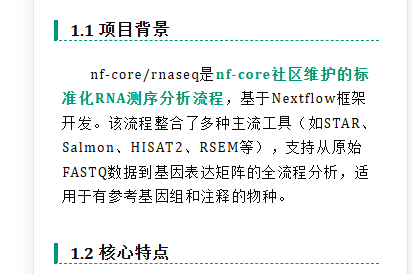 1.1 项目背景
nf-core/rnaseq是nf-core社区维护的标
准化RNA测序分析流程，基于Nextflow框架
开发。该流程整合了多种主流工具（如STAR、
Salmon、HISAT2、RSEM等），支持从原始
FASTQ数据到基因表达矩阵的全流程分析，适
用于有参考基因组和注释的物种。
1.2 核心特点